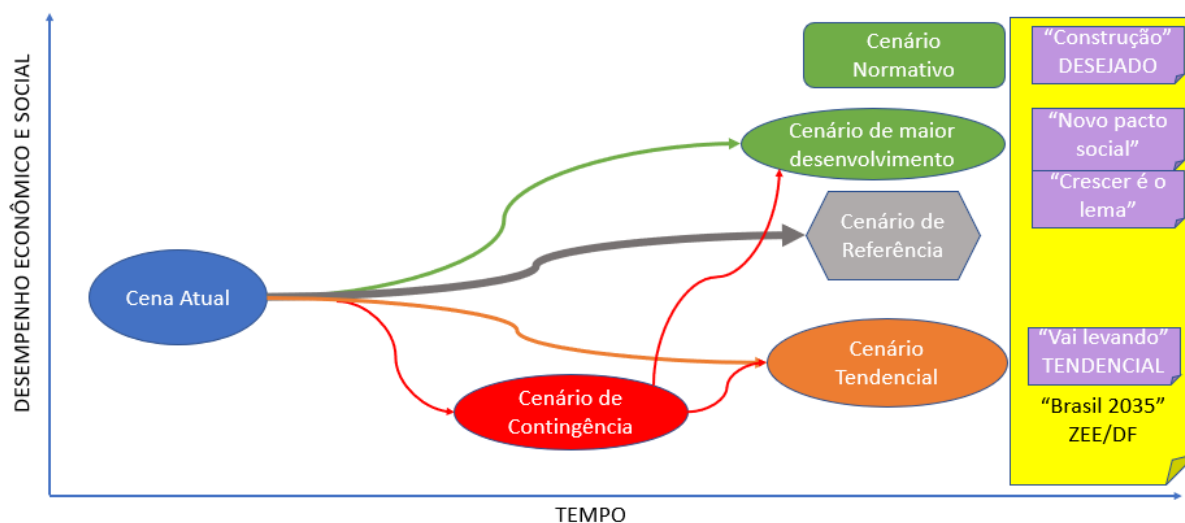 DESEMPENHO ECONÔMICO E SOCIAL
Cenário
Normativo
“Construção”
DESEJADO
Cenário de maior
desenvolvimento
“Novo pacto
social”
“Crescer é o
lema”
Cenário de
Referência
Cena Atual
Cenário
Tendencial
“Vai levando”
TENDENCIAL
Cenário de
Contingência
“Brasil 2035”
ZEE/DF
TEMPO